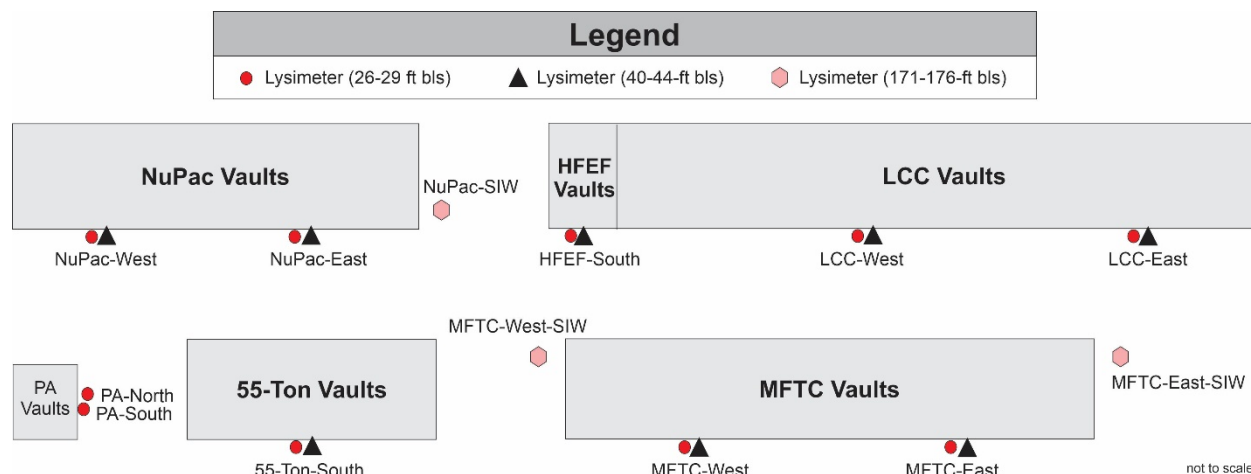 Legend
Lysimeter (26-29 ft bls)
Lysimeter (40-44-ft bls)
Lysimeter (171-176-ft bls)
NuPac Vaults
NuPac-SIW
HFEF
Vaults
LCC Vaults
NuPac-West
NuPac-East
HFEF-South
LCC-West
LCC-East
MFTC-West-SIW
PA
Vaults
PA-North
PA-South
55-Ton Vaults
MFTC Vaults
MFTC-East-SIW
55-Ton-South
MFTC-West
MFTC-East
not to scale